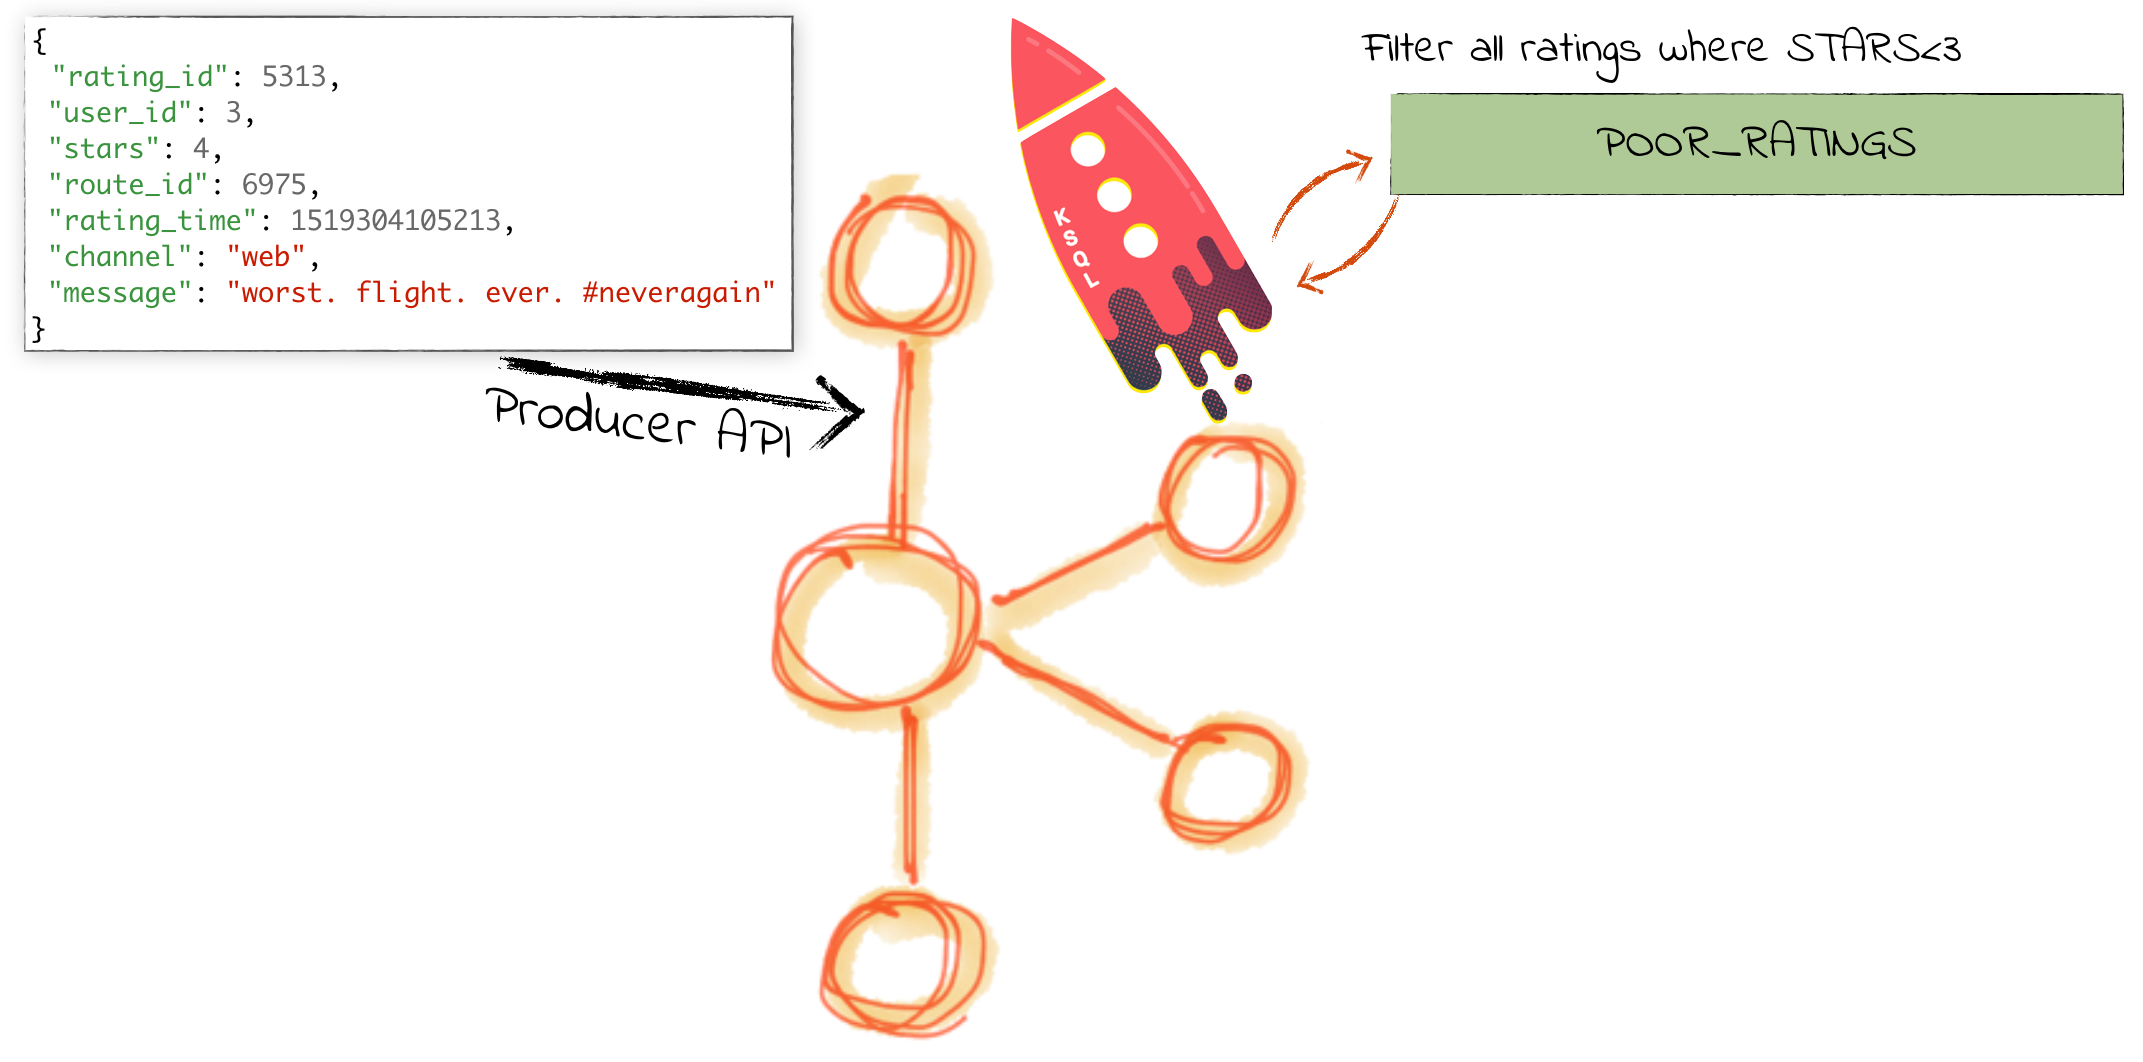 {
"rating_id": 5313,
"user_id": 3,
"stars": 4,
"route_id": 6975,
"rating_time": 1519304105213,
"channel": "web",
"message": "worst. flight. ever. #neveragain"
}
Producer API
KSQL
Filter all ratings where STARS<3
POOR_RATINGS